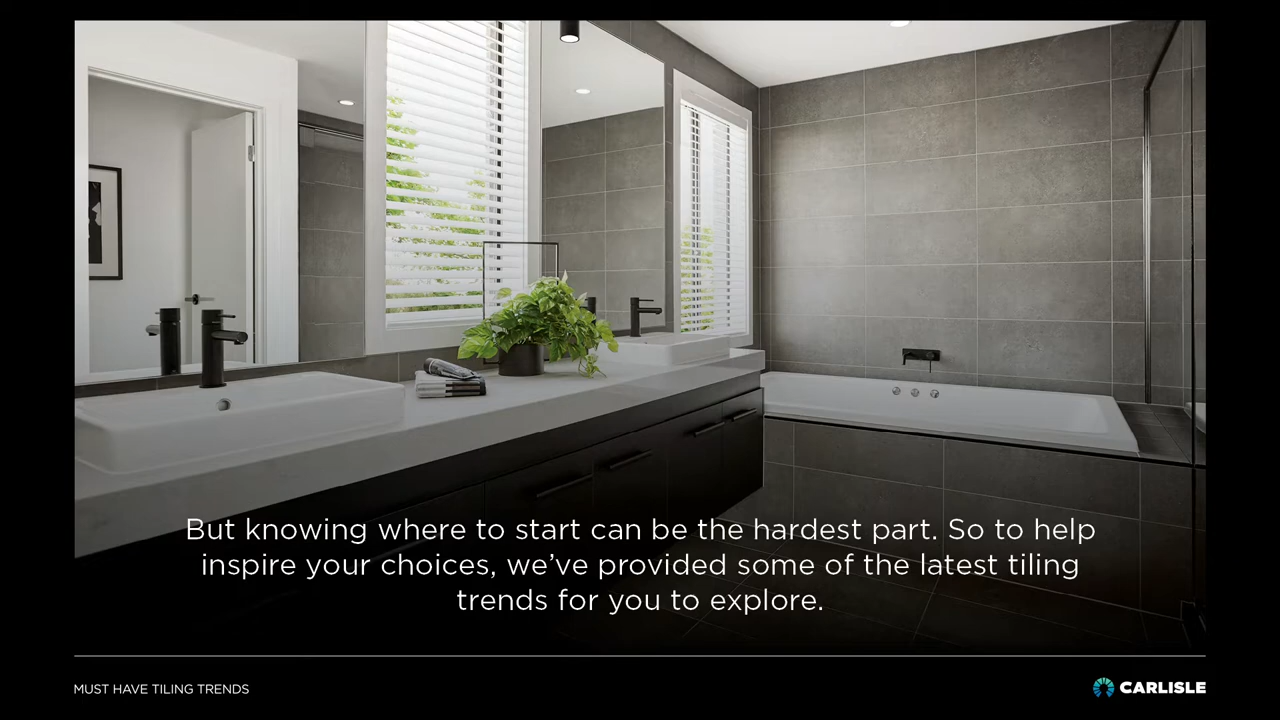 But knowing where to start can be the hardest part. So to help
inspire your choices, we’ve provided some of the latest tiling
trends for you to explore.
MUST HAVE TILING TRENDS
CARLISLE